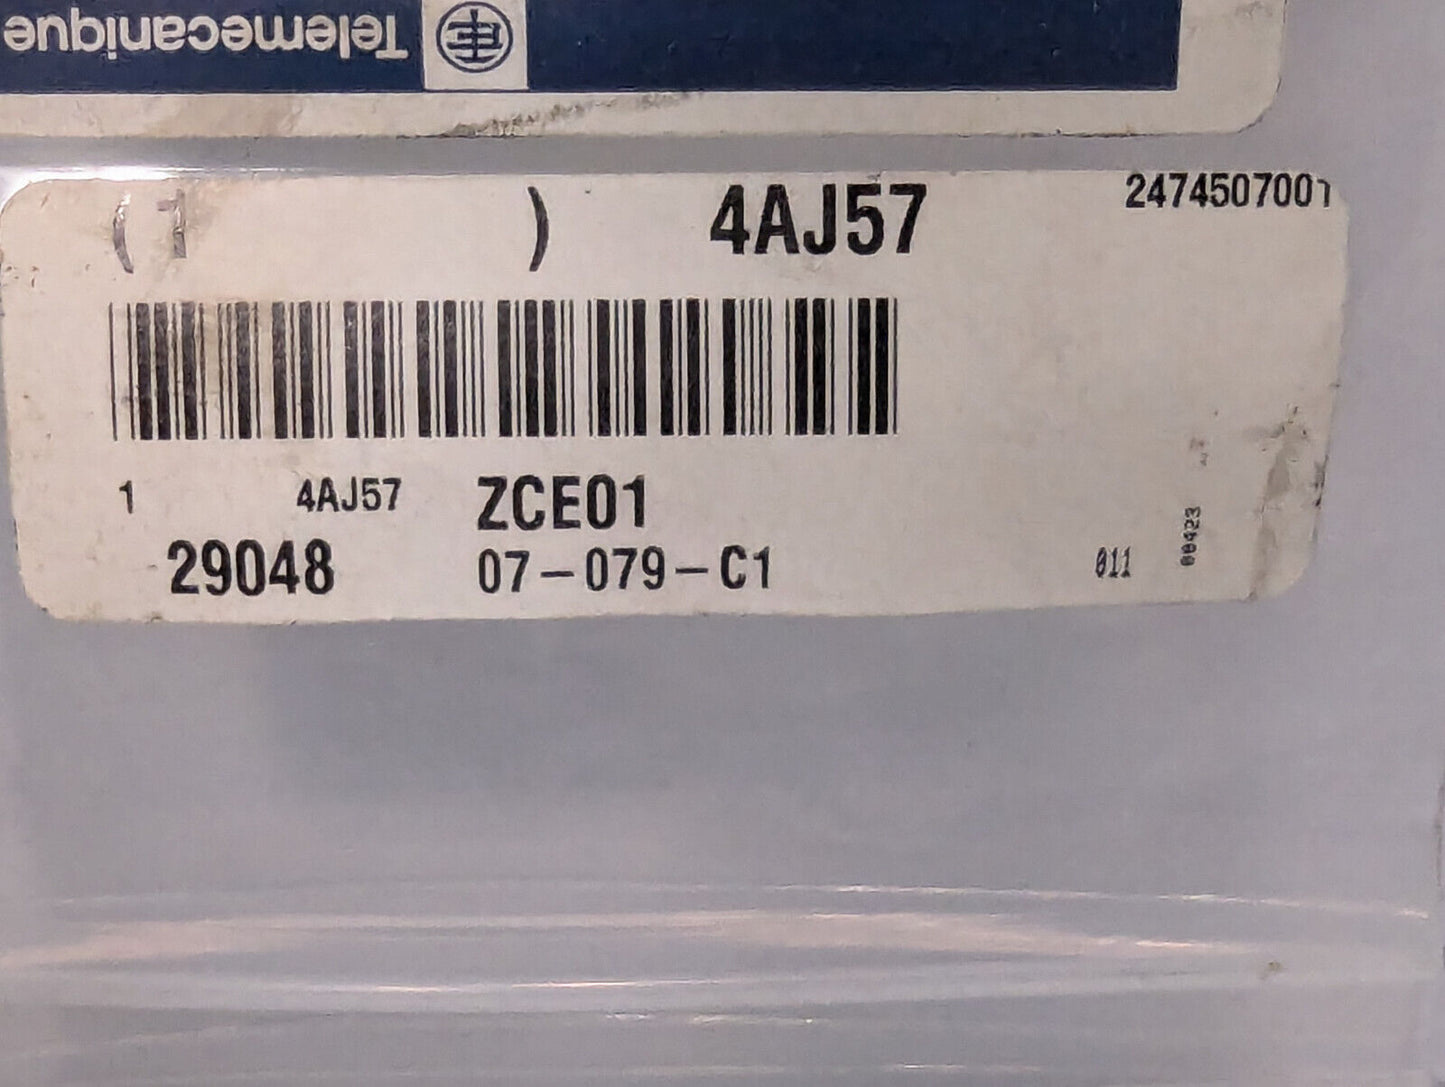 Telemecanique
(1 ) 4AJ57 2474507001
1 4AJ57 ZCE01
29048 07-079-C1 011
00423